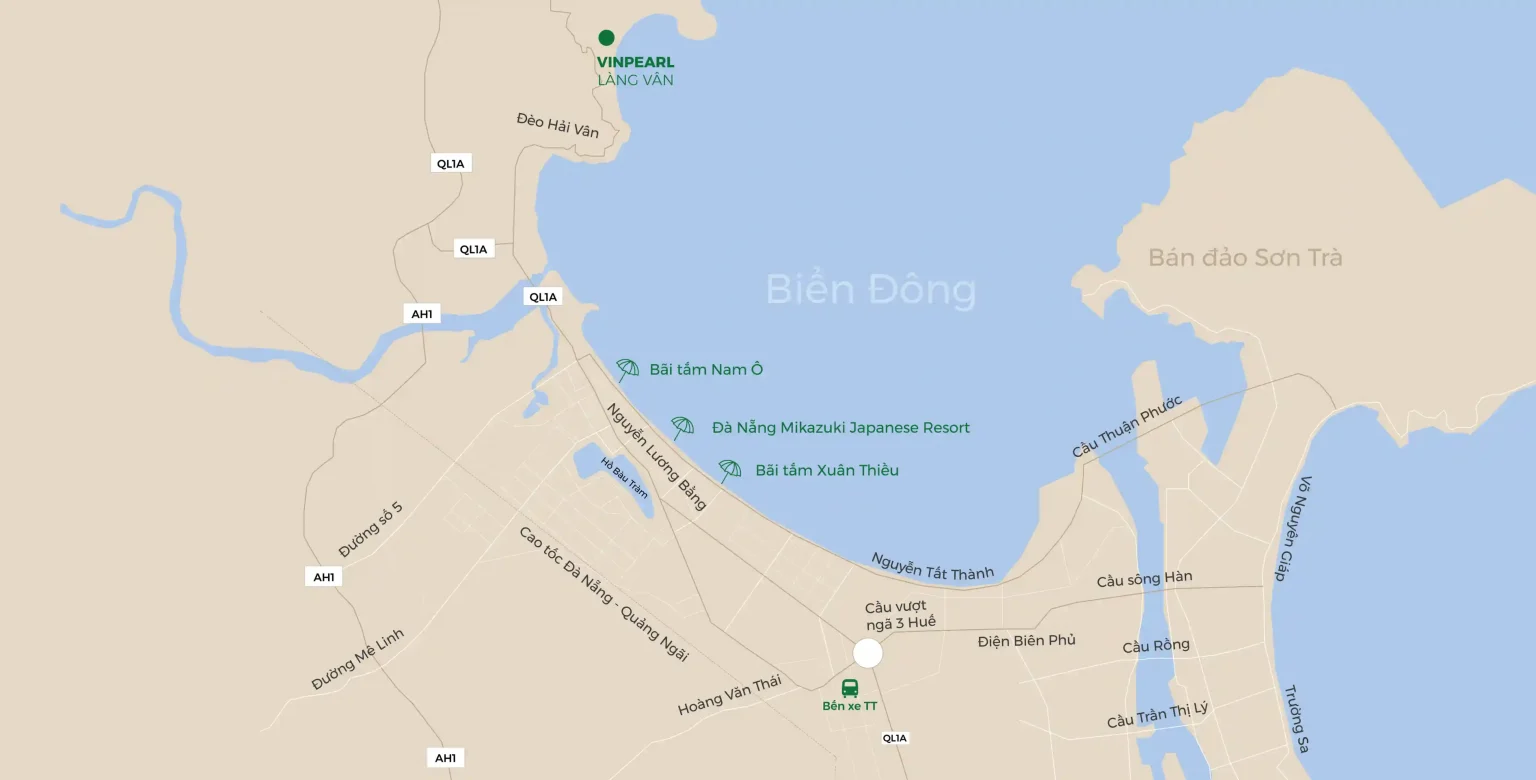 VINPEARL
LÀNG VÂN
Đèo Hải Vân
QL1A
QL1A
Bán đảo Sơn Trà
Biển Đông
QL1A
AH1
Bãi tắm Nam Ô
Cầu Thuận Phước
Nguyễn Lương Bằng
Đà Nẵng Mikazuki Japanese Resort
Bãi tắm Xuân Thiều
Hồ Bàu Tràm
Võ Nguyên Giáp
Đường số 5
Cao tốc Đà Nẵng - Quảng Ngãi
Nguyễn Tất Thành
AH1
Cầu sông Hàn
Cầu vượt
ngã 3 Huế
Điện Biên Phủ
Cầu Rồng
Đường Mê Linh
Hoàng Văn Thái
Bến xe TT
Cầu Trần Thị Lý
Trường Sa
QL1A
AH1